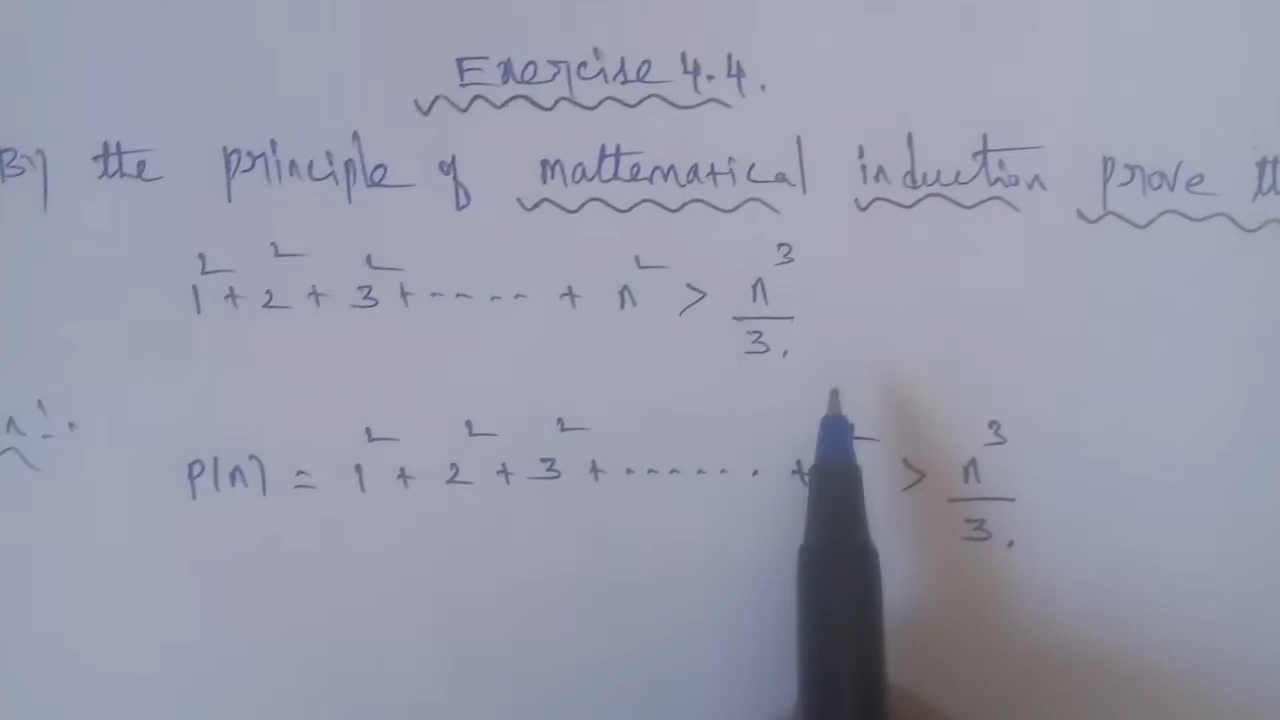 Exercise 4.4.
By the principle of mathematical induction prove
1² + 2² + 3² + ..... + n² > n³/3.
P(n) = 1² + 2² + 3² + ....... + ² > n³/3.